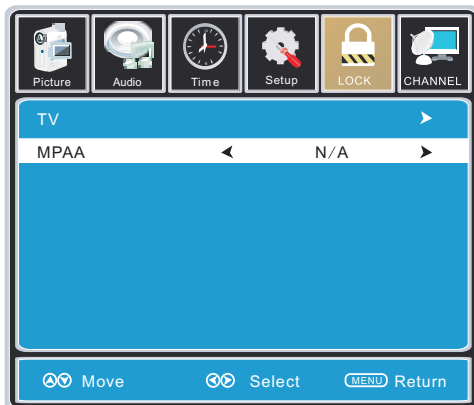 Picture Audio Time Setup LOCK CHANNEL
TV
MPAA N/A
Move Select MENU Return